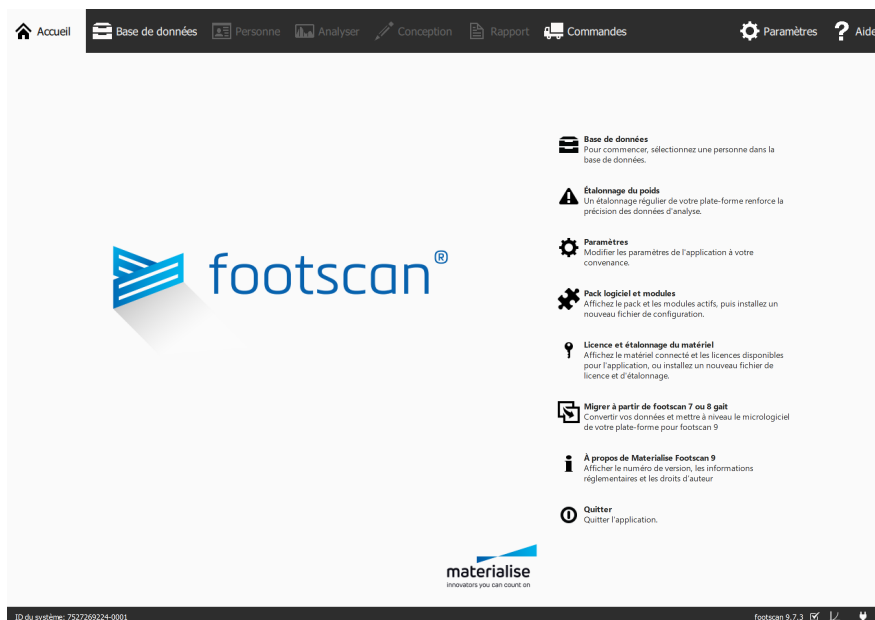 Accueil
Base de données
Personne
Analyser
Conception
Rapport
Commandes
Paramètres
Aide
footscan®
materialise
innovators you can count on
Base de données
Pour commencer, sélectionnez une personne dans la
base de données.
Étalonnage du poids
Un étalonnage régulier de votre plate-forme renforce la
précision des données d'analyse.
Paramètres
Modifier les paramètres de l'application à votre
convenance.
Pack logiciel et modules
Affichez le pack et les modules actifs, puis installez un
nouveau fichier de configuration.
Licence et étalonnage du matériel
Affichez le matériel connecté et les licences disponibles
pour l'application, ou installez un nouveau fichier de
licence et d'étalonnage.
Migrer à partir de footscan 7 ou 8 gait
Convertir vos données et mettre à niveau le micrologiciel
de votre plate-forme pour footscan 9
À propos de Materialise Footscan 9
Afficher le numéro de version, les informations
réglementaires et les droits d'auteur
Quitter
Quitter l'application.
ID du système: 7527269224-0001
footscan 9.7.3